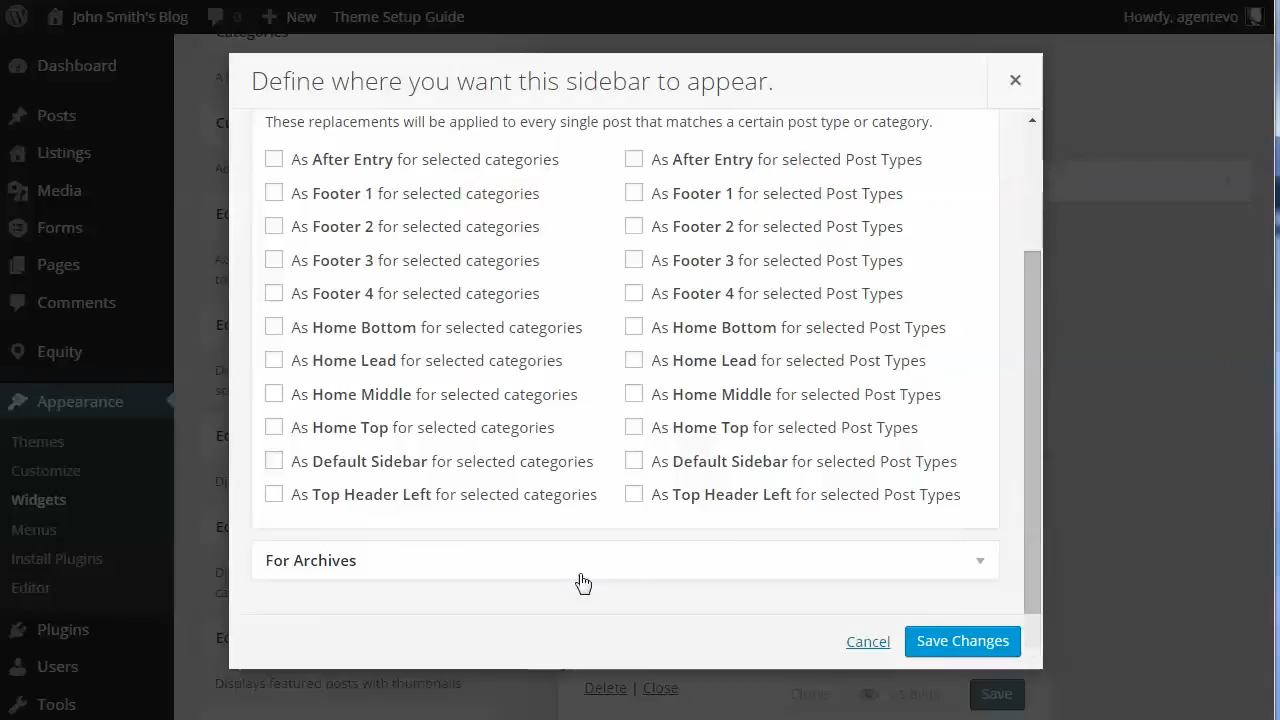 John Smith's Blog 0 New Theme Setup Guide Howdy, agentevo
Dashboard
Posts
Listings
Media
Forms
Pages
Comments
Equity
Appearance
Themes
Customize
Widgets
Menus
Install Plugins
Editor
Plugins
Users
Tools
Categories
Define where you want this sidebar to appear. ×
These replacements will be applied to every single post that matches a certain post type or category.
As After Entry for selected categories As After Entry for selected Post Types
As Footer 1 for selected categories As Footer 1 for selected Post Types
As Footer 2 for selected categories As Footer 2 for selected Post Types
As Footer 3 for selected categories As Footer 3 for selected Post Types
As Footer 4 for selected categories As Footer 4 for selected Post Types
As Home Bottom for selected categories As Home Bottom for selected Post Types
As Home Lead for selected categories As Home Lead for selected Post Types
As Home Middle for selected categories As Home Middle for selected Post Types
As Home Top for selected categories As Home Top for selected Post Types
As Default Sidebar for selected categories As Default Sidebar for selected Post Types
As Top Header Left for selected categories As Top Header Left for selected Post Types
For Archives
Cancel Save Changes
Displays featured posts with thumbnails
Delete | Close Clone Visibility Save